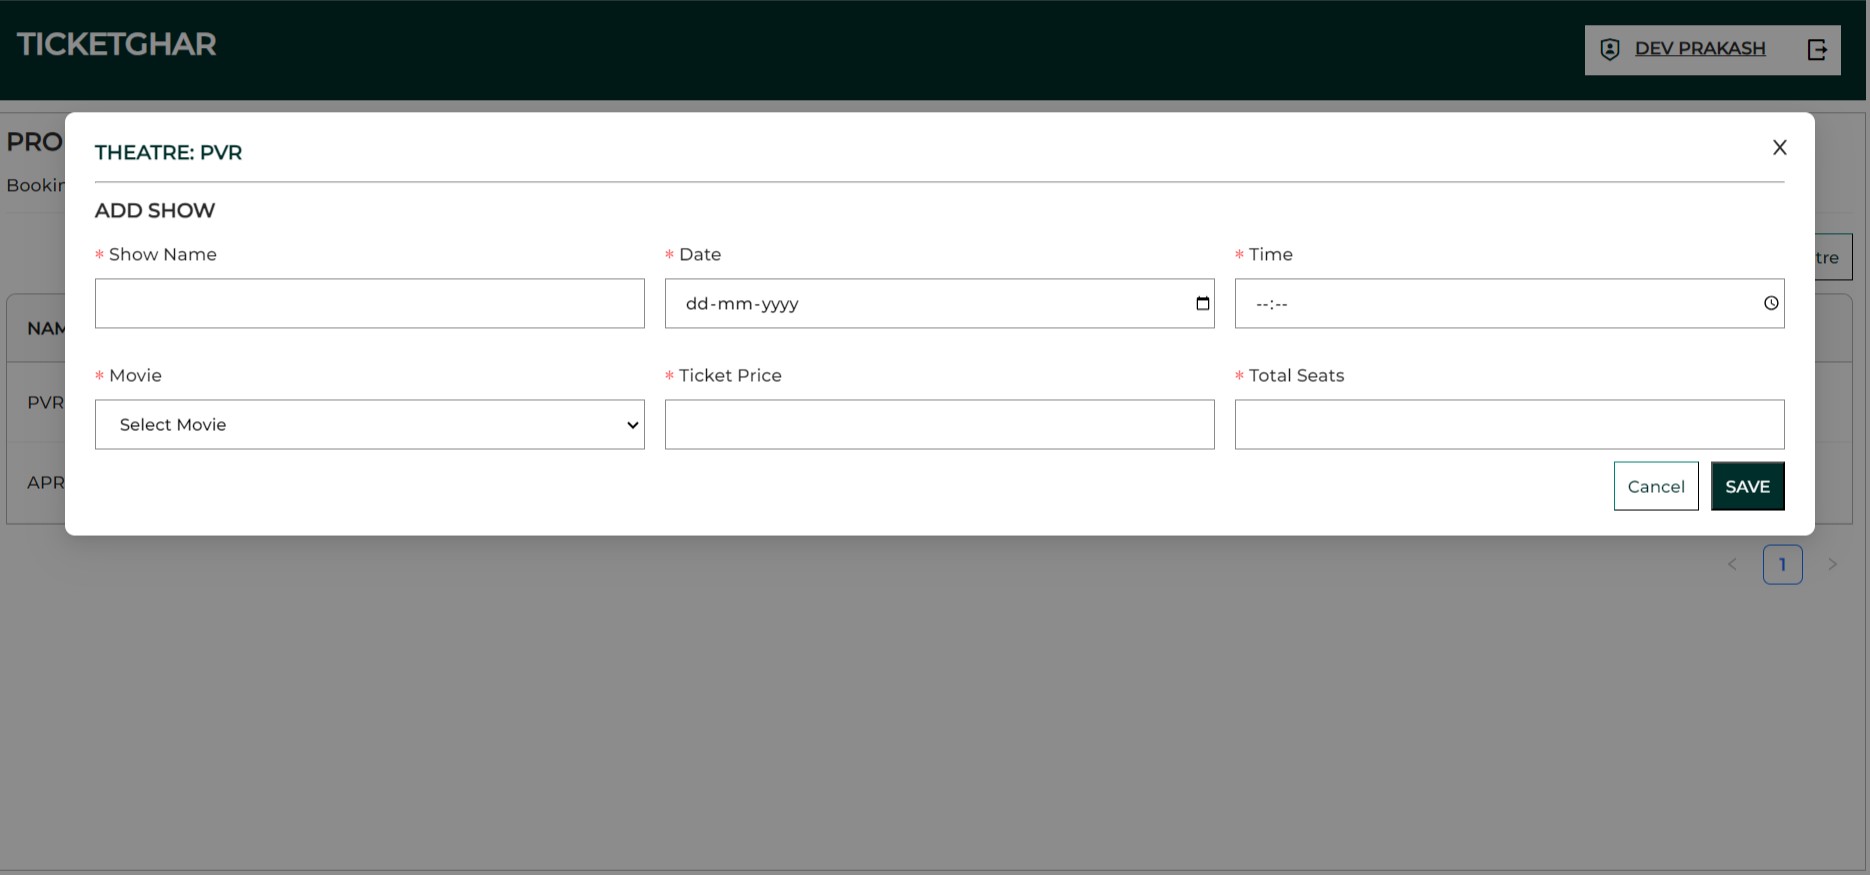 TICKETGHAR
DEV PRAKASH
PRO
Bookin
THEATRE: PVR
X
ADD SHOW
* Show Name
* Date
* Time
dd-mm-yyyy
--:--
* Movie
* Ticket Price
* Total Seats
Select Movie
Cancel
SAVE
tre
NAM
PVR
APR
< 1 >